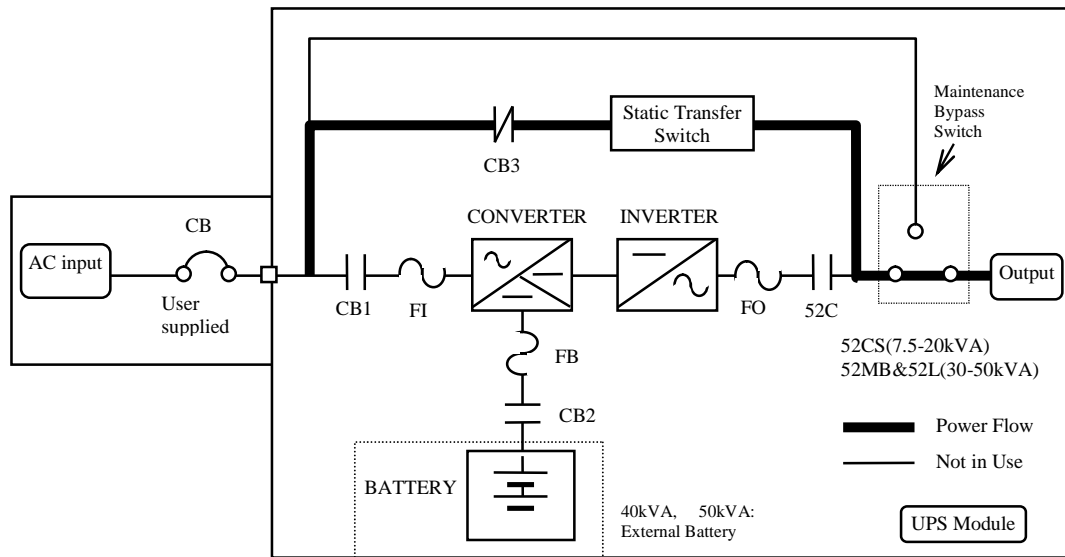 Maintenance
Bypass
Switch
Static Transfer
Switch
CB3
CB
CONVERTER
INVERTER
AC input
Output
User
supplied
CB1
FI
FO
52C
FB
52CS(7.5-20kVA)
52MB&52L(30-50kVA)
CB2
Power Flow
Not in Use
BATTERY
40kVA, 50kVA:
External Battery
UPS Module